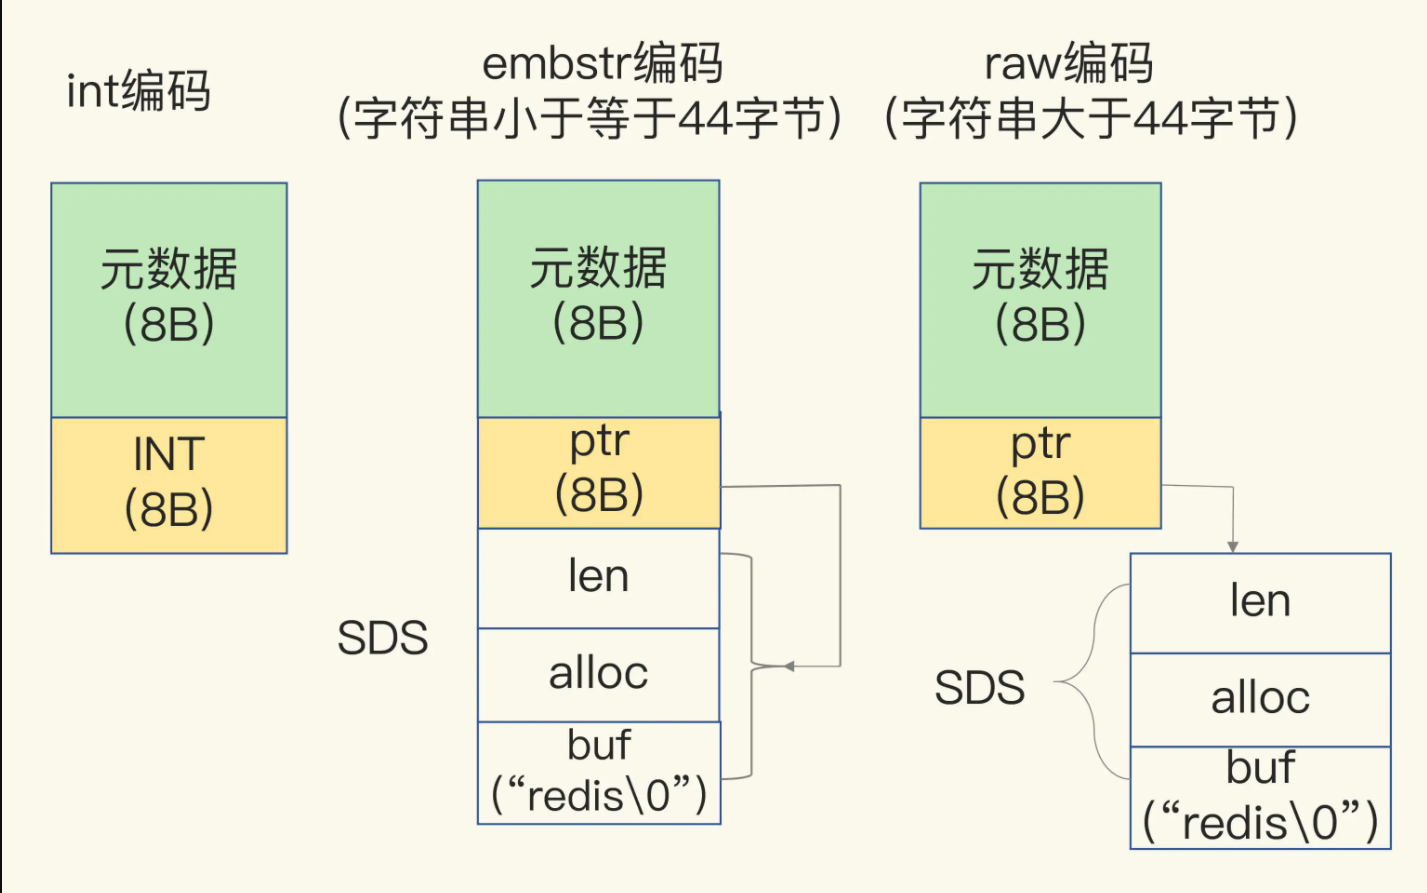 int编码
元数据
(8B)
INT
(8B)
embstr编码
(字符串小于等于44字节)
元数据
(8B)
ptr
(8B)
len
alloc
buf
(“redis\0”)
SDS
raw编码
(字符串大于44字节)
元数据
(8B)
ptr
(8B)
SDS
len
alloc
buf
(“redis\0”)